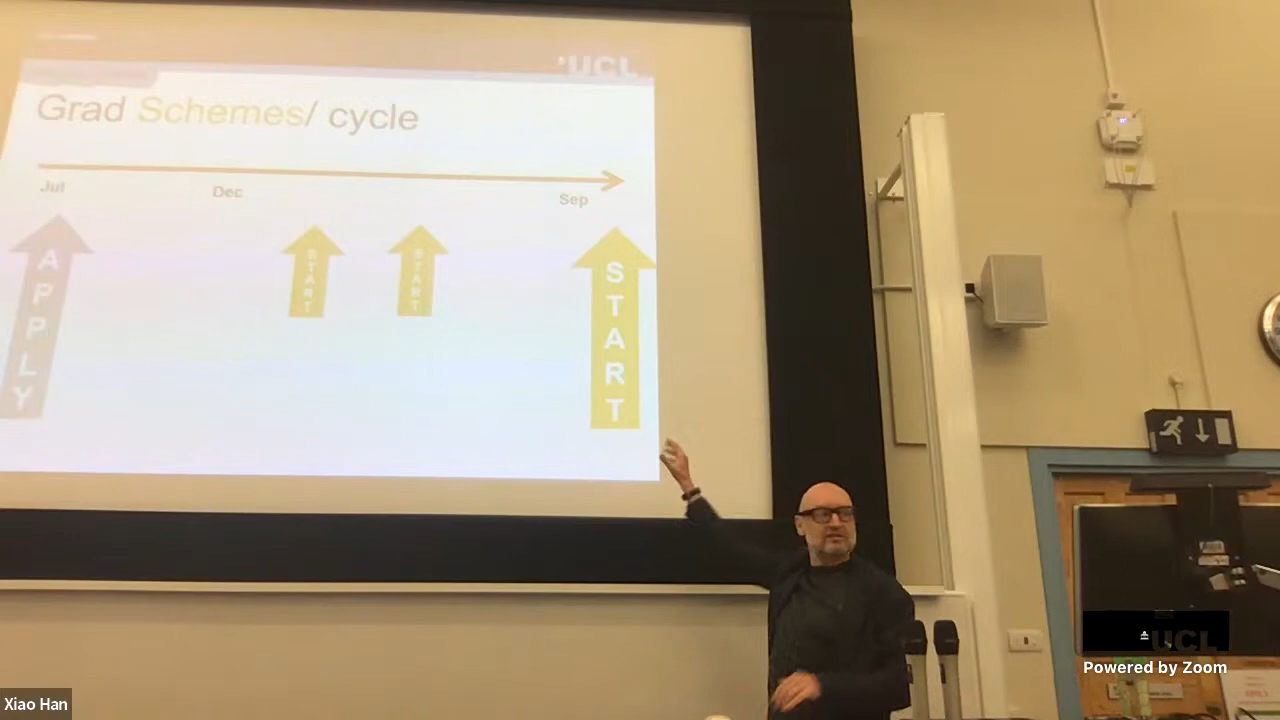 UCL
Grad Schemes/ cycle
Jul
Dec
Sep
APPLY
START
START
START
UCL
Powered by Zoom
Xiao Han